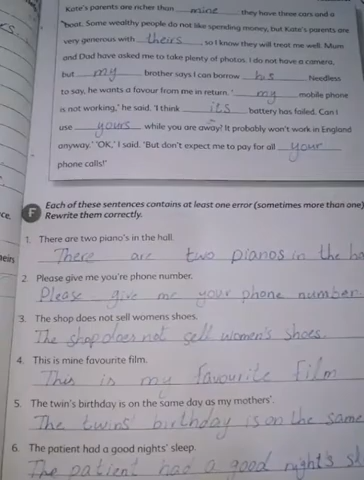 Kate's parents are richer than mine they have three cars and a
boat. Some wealthy people do not like spending money, but Kate's parents are
very generous with theirs, so I know they will treat me well. Mum
and Dad have asked me to take plenty of photos. I do not have a camera,
but my brother says I can borrow his. Needless
to say, he wants a favour from me in return. 'my mobile phone
is not working,' he said. 'I think its battery has failed. Can I
use yours while you are away? It probably won't work in England
anyway.' 'OK,' I said. 'But don't expect me to pay for all your
phone calls!'
F Each of these sentences contains at least one error (sometimes more than one)
Rewrite them correctly.
1. There are two piano's in the hall.
There are two pianos in the
2. Please give me you're phone number.
Please give me your phone number.
3. The shop does not sell womens shoes.
The shop does not sell women's shoes.
4. This is mine favourite film.
This is my favourite film
5. The twin's birthday is on the same day as my mothers'.
The twins' birthday is on the same
6. The patient had a good nights' sleep.
The patient had a good night's